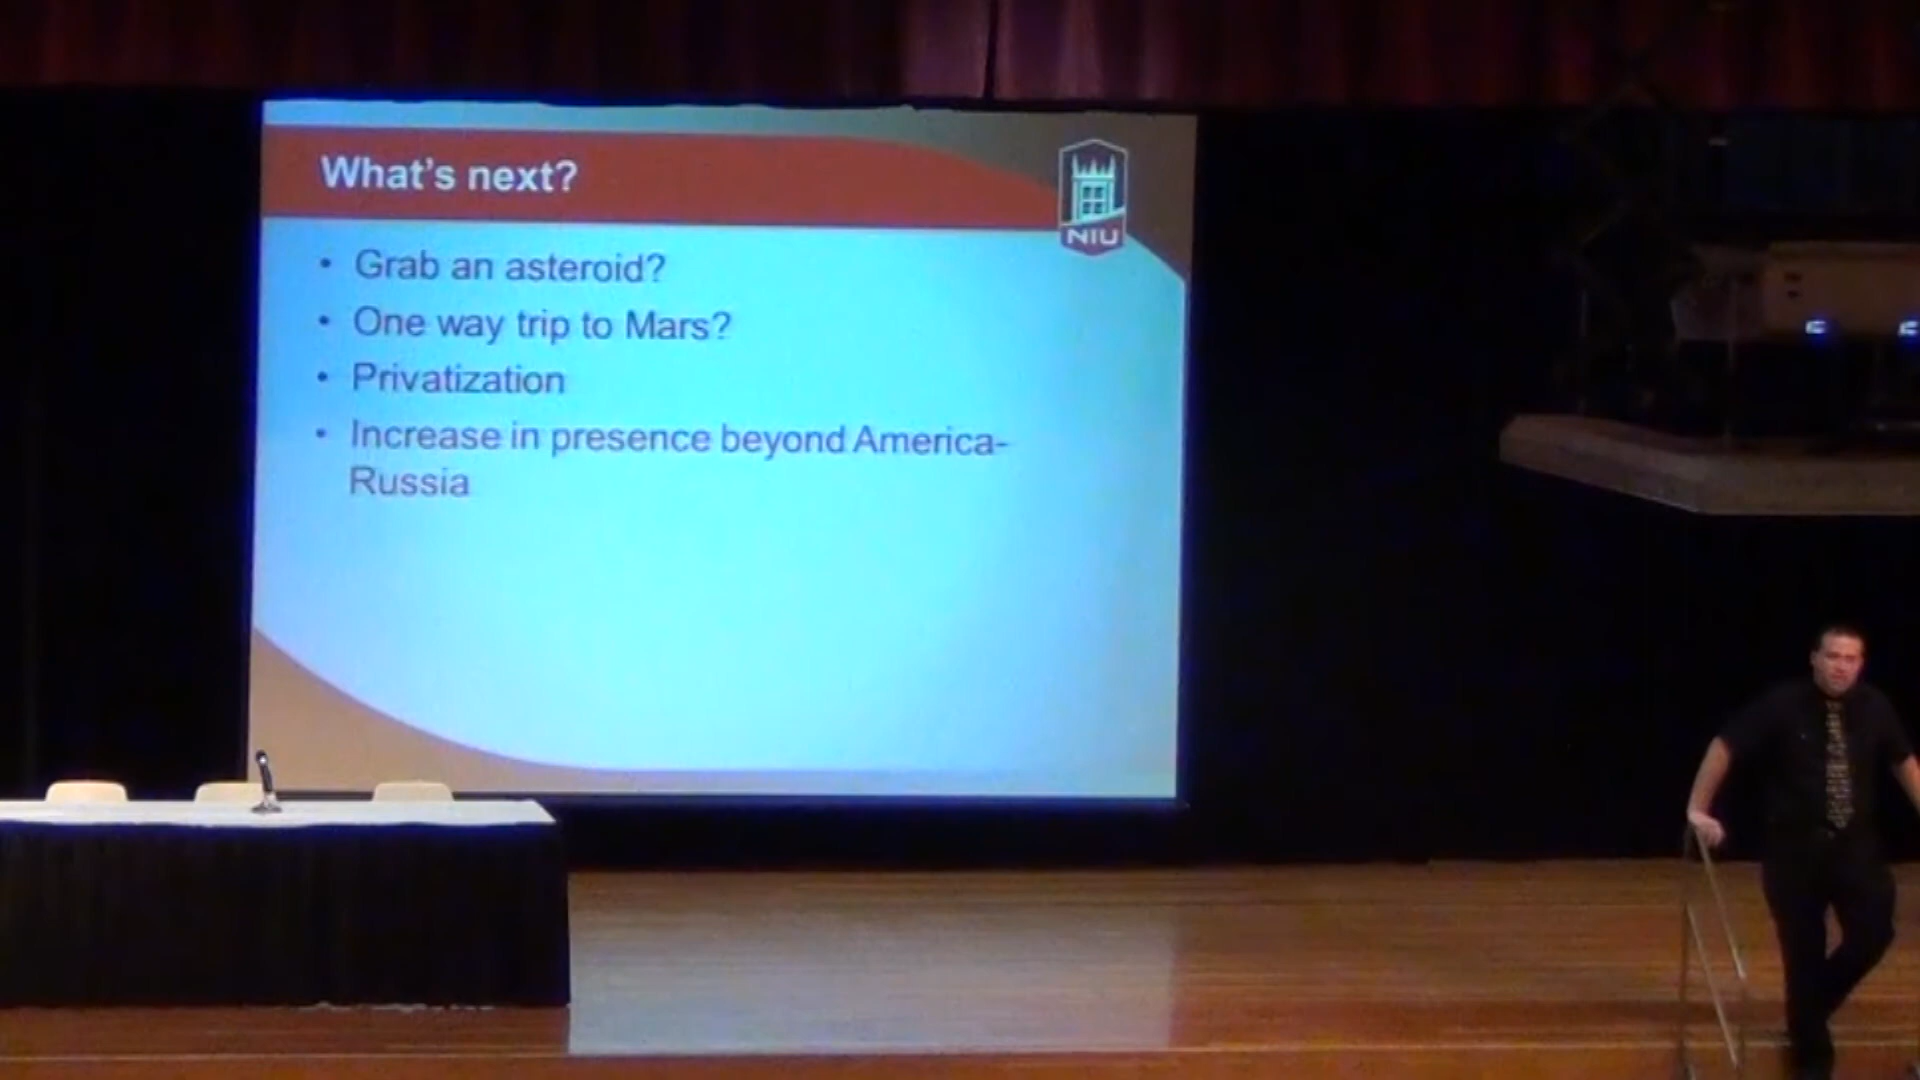 What's next?
NIU
• Grab an asteroid?
• One way trip to Mars?
• Privatization
• Increase in presence beyond America-
Russia